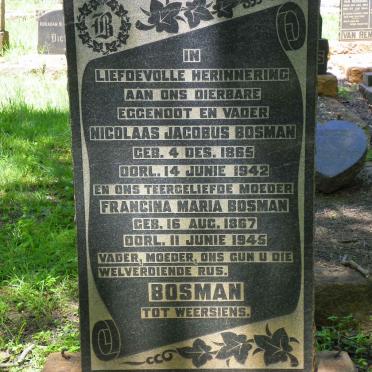 B
IN
LIEFDEVOLLE HERINNERING
AAN ONS DIERBARE
EGGENOOT EN VADER
NICOLAAS JACOBUS BOSMAN
GEB. 4 DES. 1865
OORL. 14 JUNIE 1942
EN ONS TEERGELIEFDE MOEDER
FRANCINA MARIA BOSMAN
GEB. 16 AUG. 1867
OORL. 11 JUNIE 1945
VADER, MOEDER, ONS GUN U DIE
WELVERDIENDE RUS.
BOSMAN
TOT WEERSIENS.